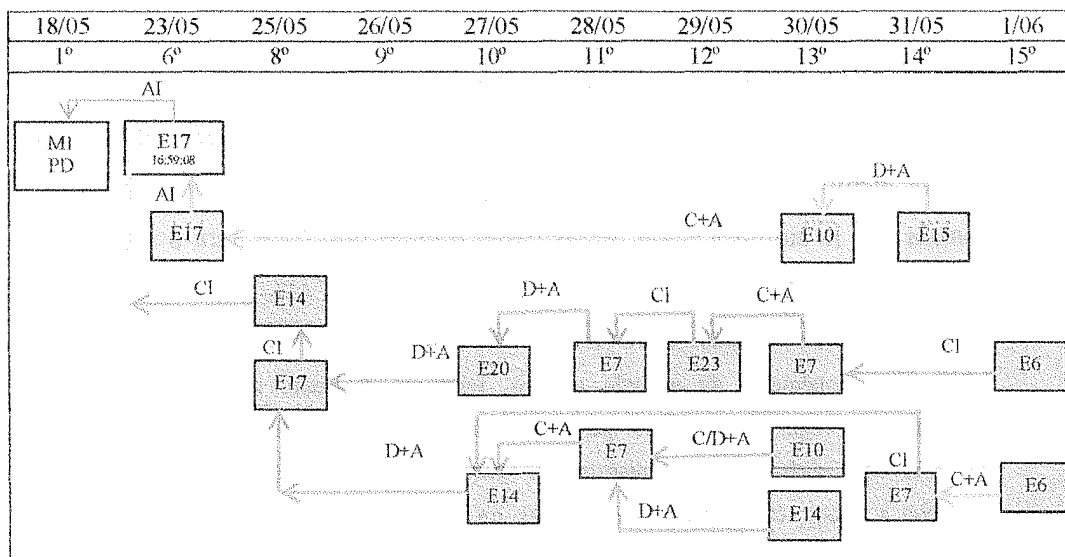 18/05 23/05 25/05 26/05 27/05 28/05 29/05 30/05 31/05 1/06
1º 6º 8º 9º 10º 11º 12º 13º 14º 15º
AI
M1 E17
PD 16:59:08
AI D+A
E17 C+A E10 E15
CI E14 D+A CI C+A
CI D+A E20 E7 E23 E7 CI E6
E17
D+A C+A E7 C/D+A E10 CI
E14 D+A E14 E7 C+A E6